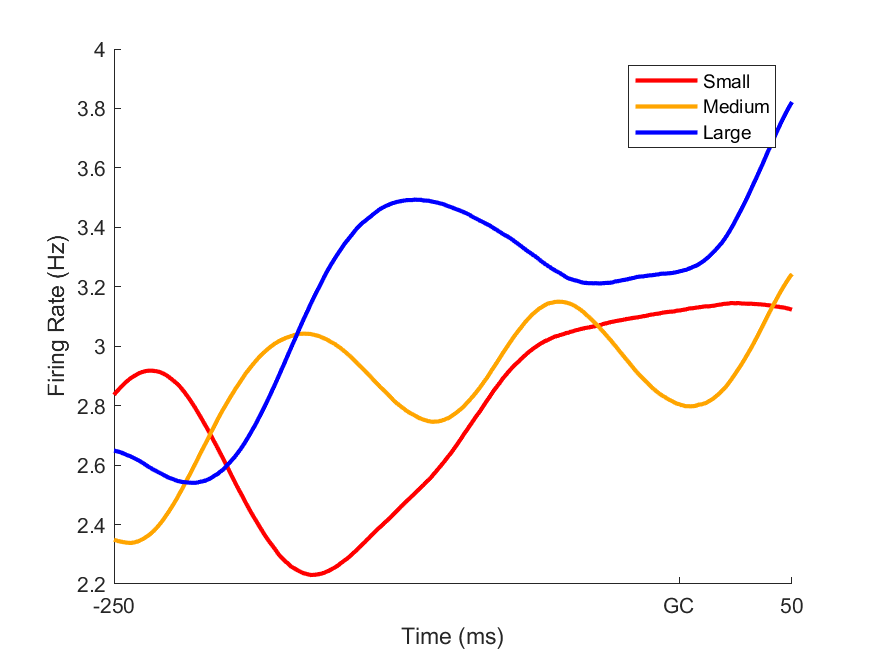 4
3.8
3.6
3.4
3.2
3
2.8
2.6
2.4
2.2
Firing Rate (Hz)
Small
Medium
Large
-250
GC
50
Time (ms)